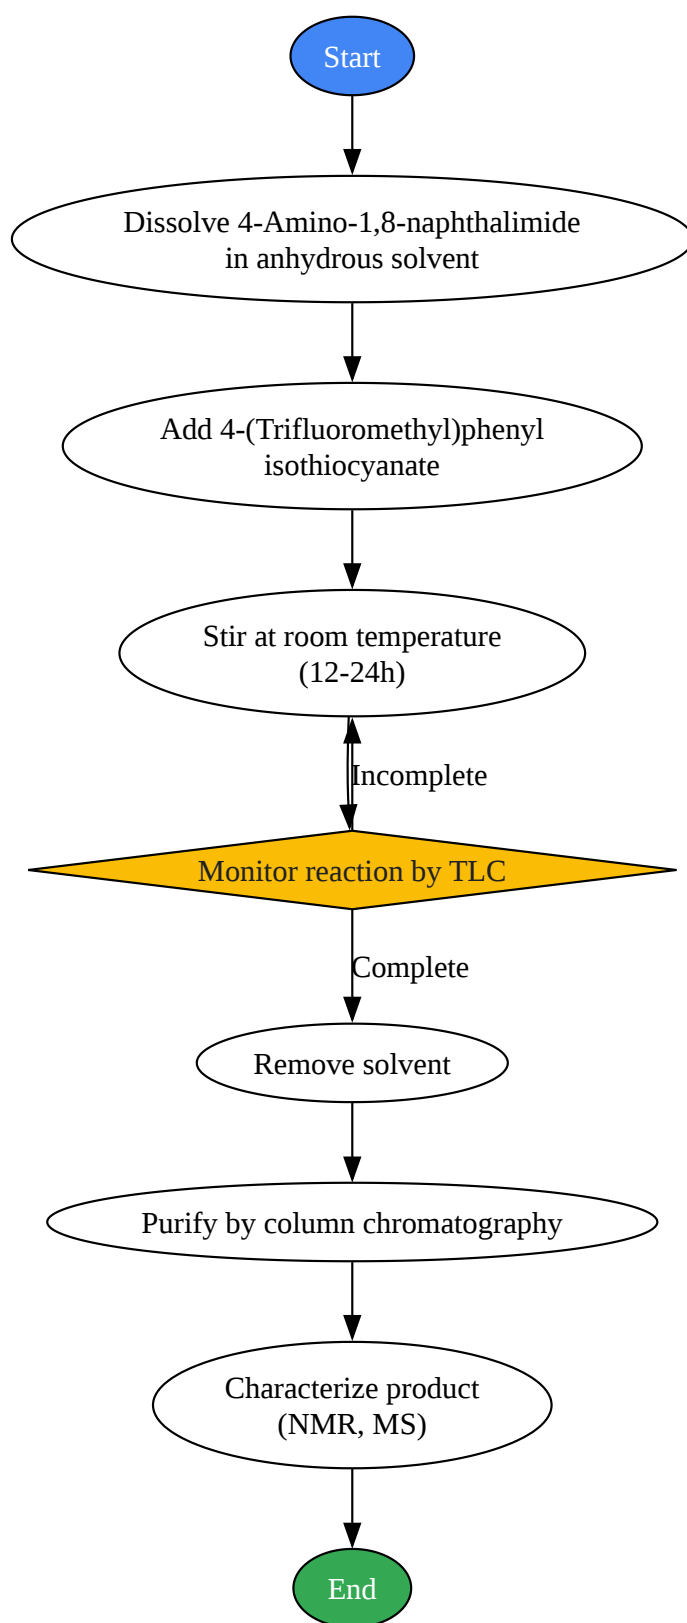 Start
Dissolve 4-Amino-1,8-naphthalimide
in anhydrous solvent
Add 4-(Trifluoromethyl)phenyl
isothiocyanate
Stir at room temperature
(12-24h)
Incomplete
Monitor reaction by TLC
Complete
Remove solvent
Purify by column chromatography
Characterize product
(NMR, MS)
End